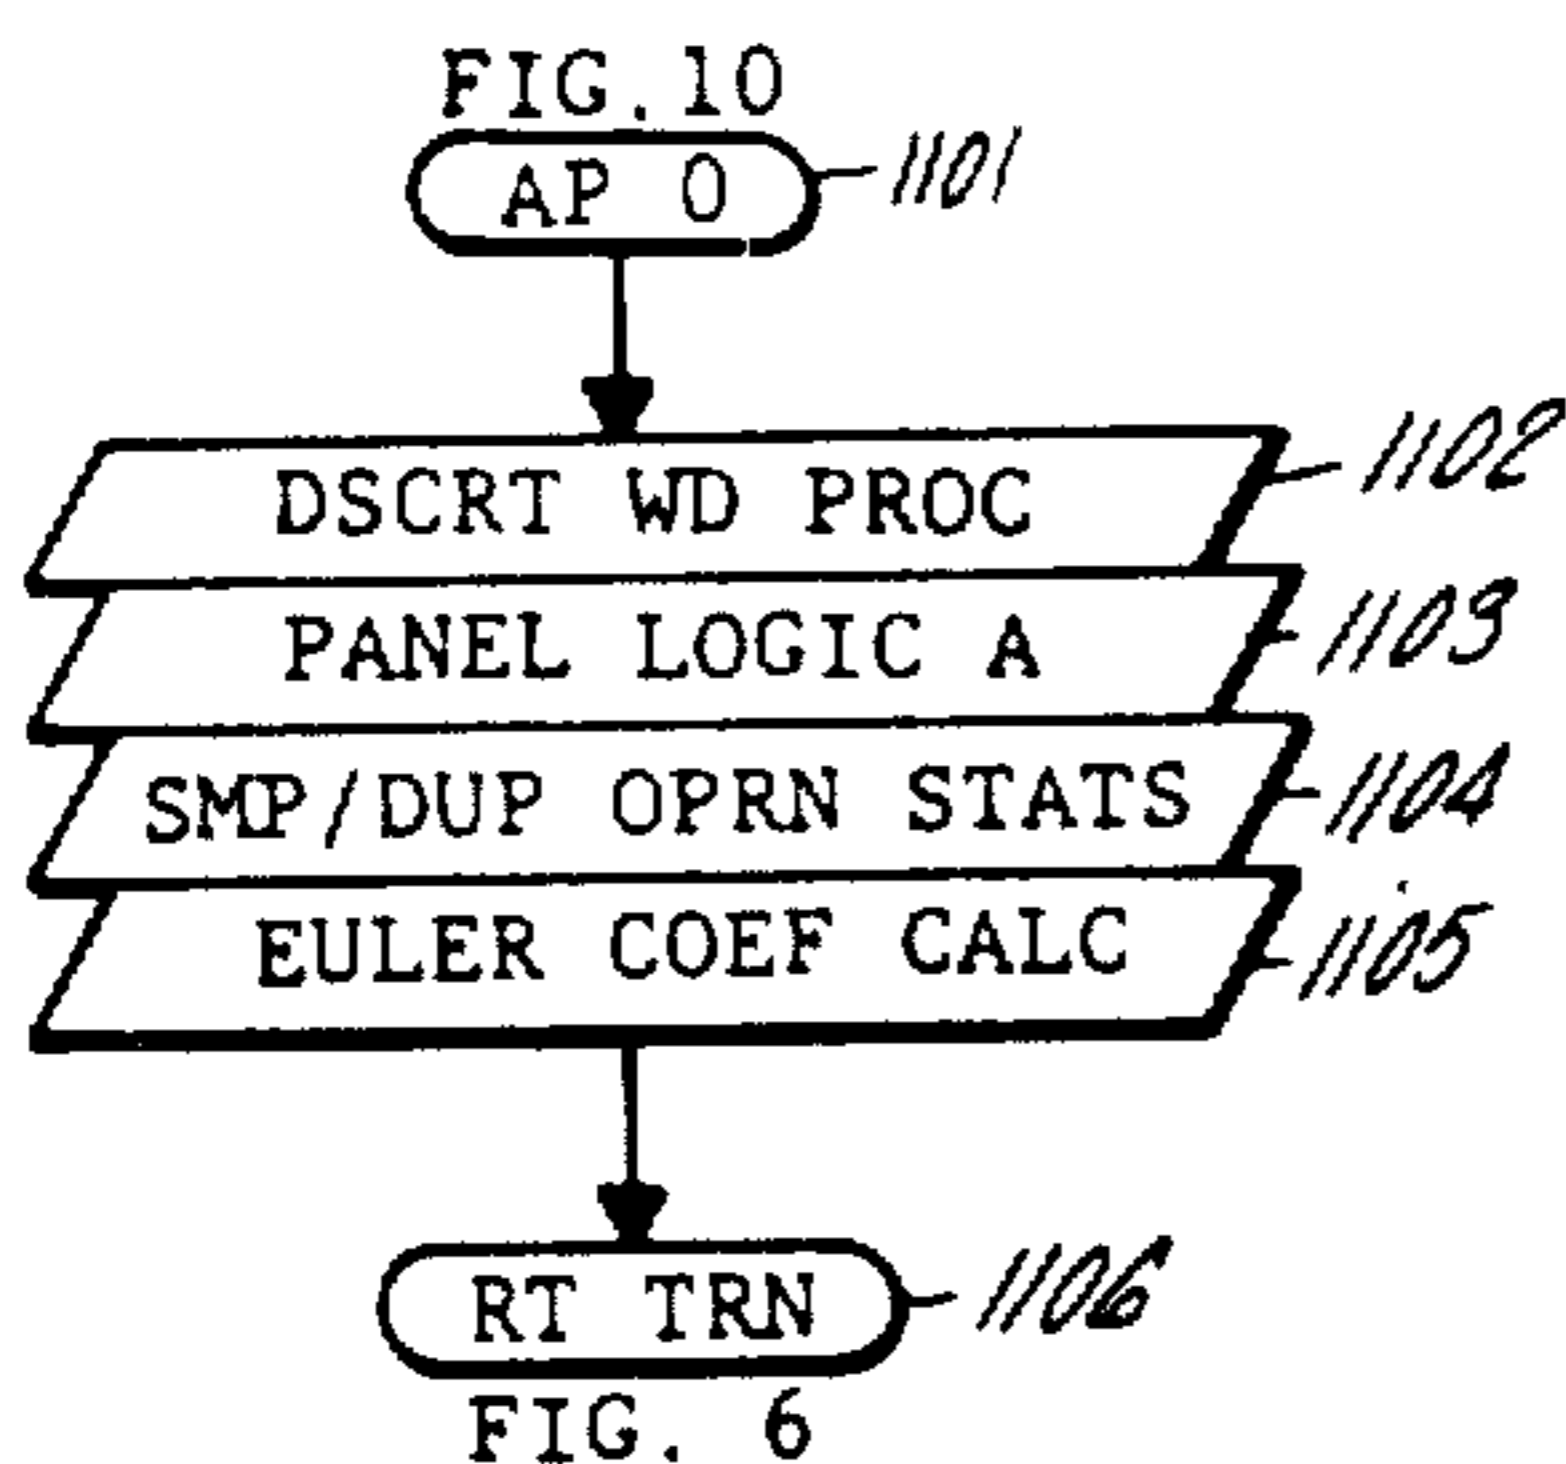 FIG. 10
AP 0 1101
DSCRT WD PROC 1102
PANEL LOGIC A 1103
SMP/DUP OPRN STATS 1104
EULER COEF CALC 1105
RT TRN 1106
FIG. 6